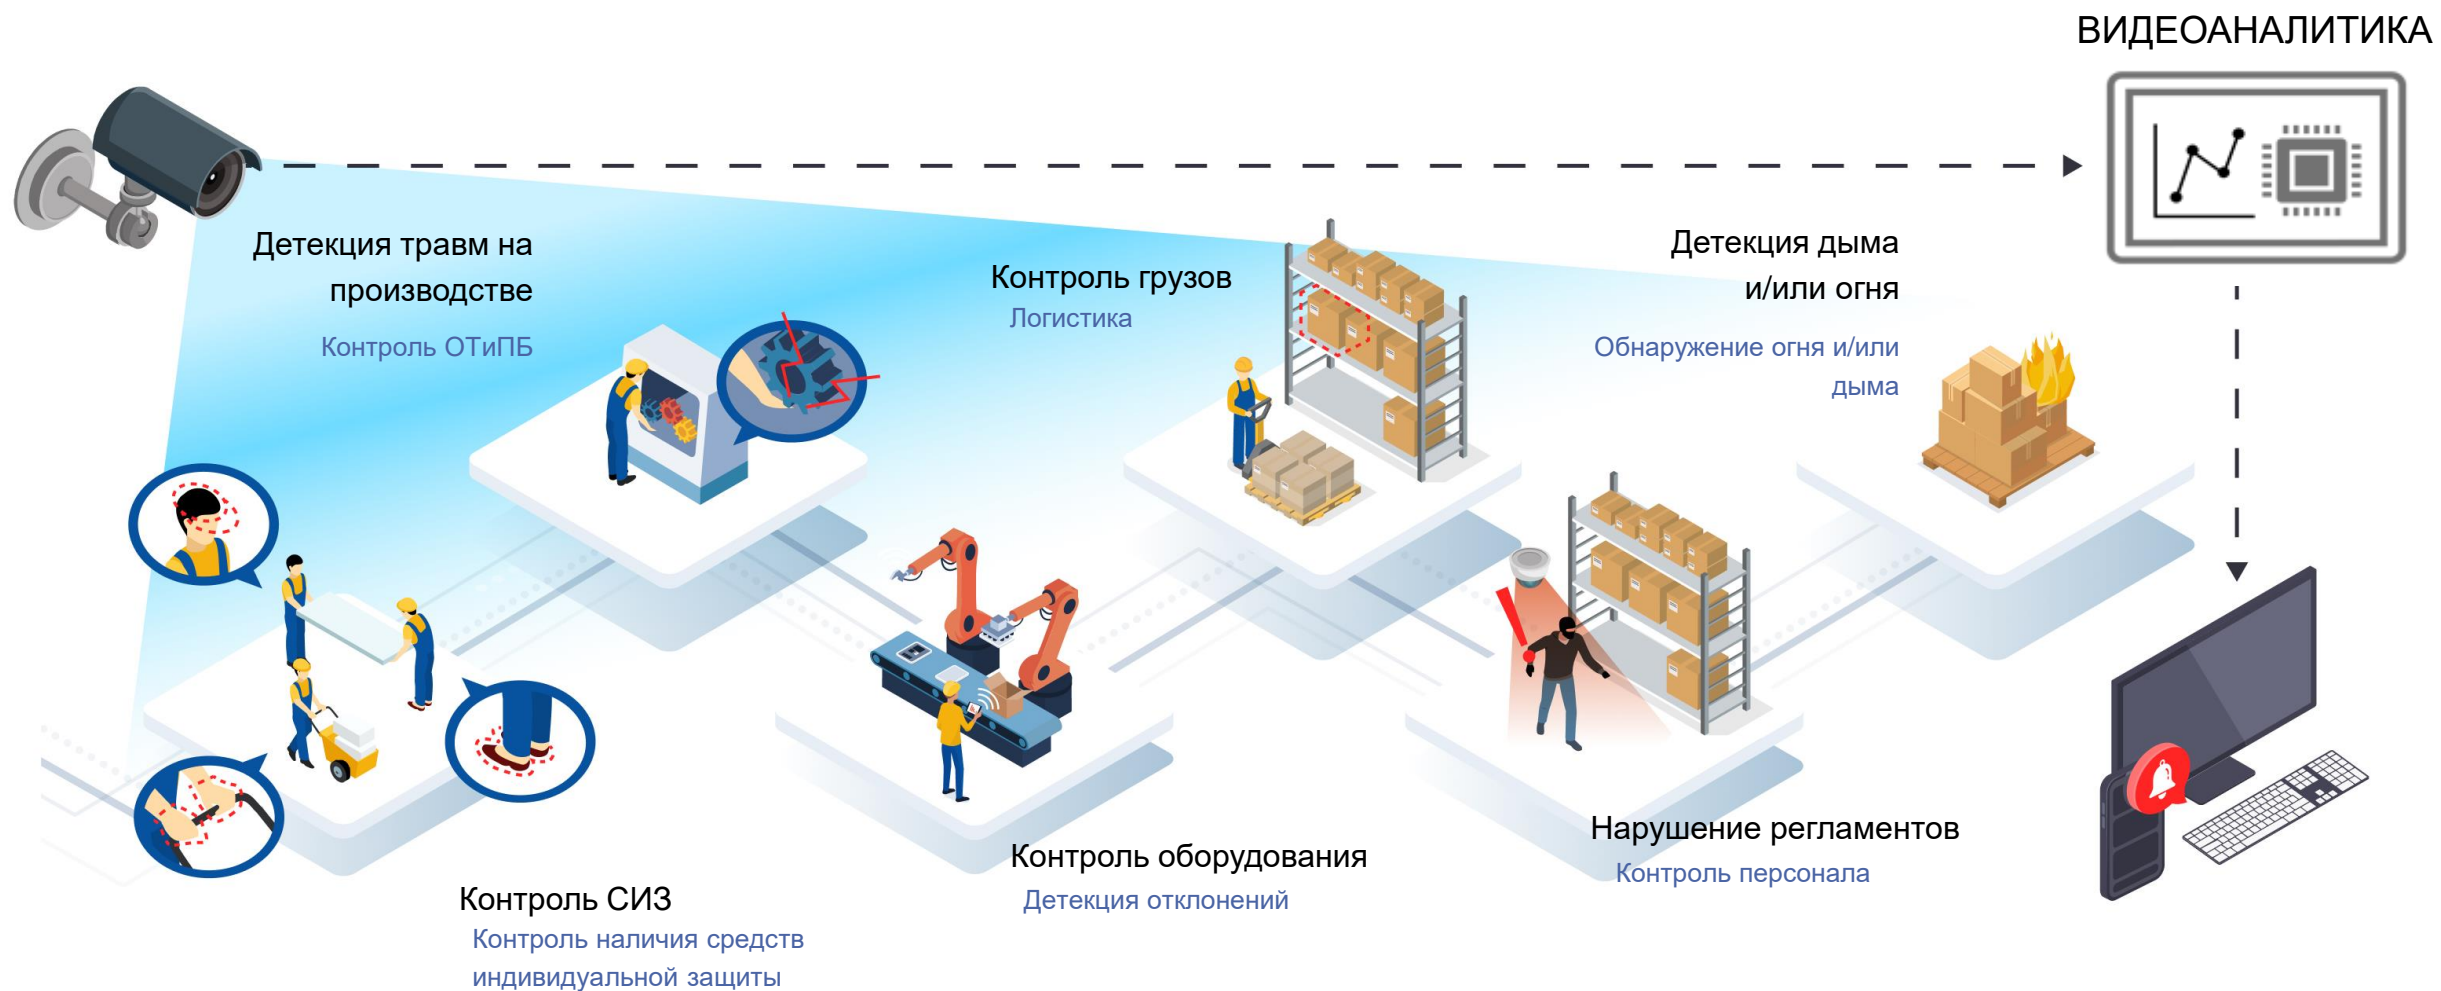 ВИДЕОАНАЛИТИКА
Детекция травм на
производстве
Контроль ОТиПБ
Контроль грузов
Логистика
Детекция дыма
и/или огня
Обнаружение огня и/или
дыма
Контроль СИЗ
Контроль наличия средств
индивидуальной защиты
Контроль оборудования
Детекция отклонений
Нарушение регламентов
Контроль персонала